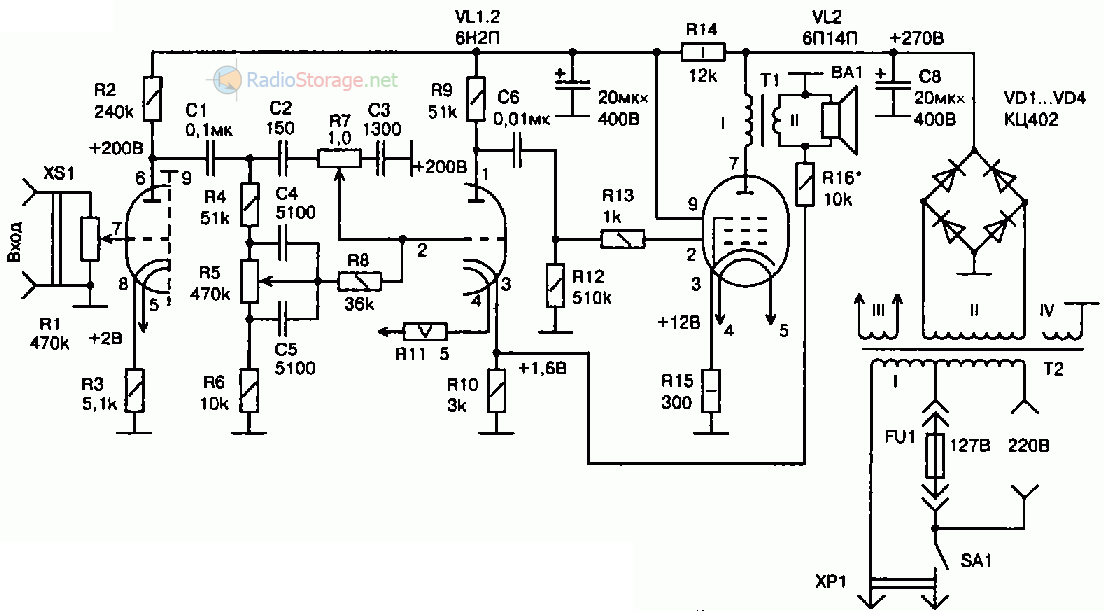 VL1.2
6Н2П
VL2
6П14П
RadioStorage.net
R2
240k
+200В
C1
0,1мк
C2
150
R7
1,0
C3
1300
R9
51k
+200В
C6
0,01мк
+
20мк×
400В
R14
12k
+270В
T1
I
II
BA1
+
C8
20мк×
400В
VD1...VD4
КЦ402
XS1
Вход
6
9
7
8
5
R1
470k
+2В
R3
5,1k
R4
51k
C4
5100
R5
470k
C5
5100
R6
10k
R8
36k
1
2
4
3
R11 5
+1,6В
R10
3k
R13
1k
R12
510k
7
9
2
3
4
5
+12В
R15
300
R16*
10k
III
II
IV
I
T2
FU1
127В
220В
SA1
XP1